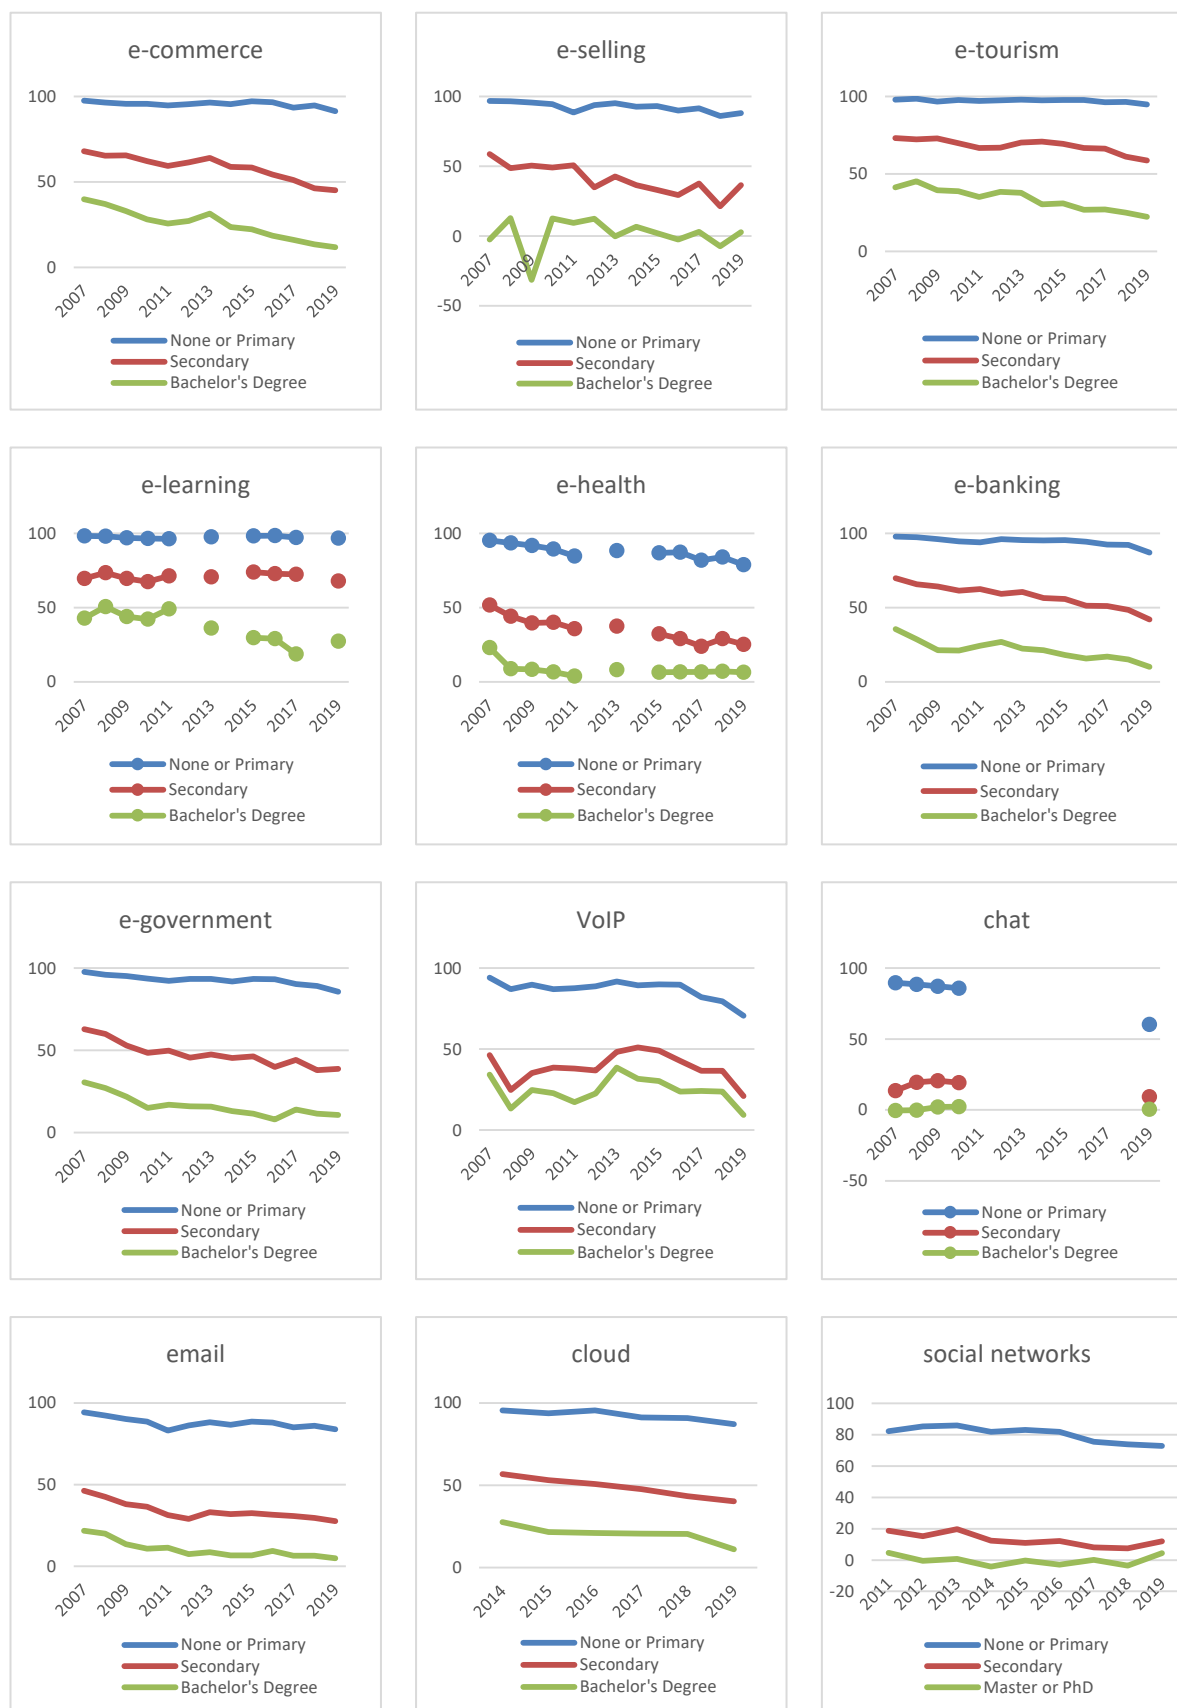 e-commerce
100
50
0
2007 2009 2011 2013 2015 2017 2019
None or Primary
Secondary
Bachelor's Degree
e-selling
100
50
0
-50
2007 2009 2011 2013 2015 2017 2019
None or Primary
Secondary
Bachelor's Degree
e-tourism
100
50
0
2007 2009 2011 2013 2015 2017 2019
None or Primary
Secondary
Bachelor's Degree
e-learning
100
50
0
2007 2009 2011 2013 2015 2017 2019
None or Primary
Secondary
Bachelor's Degree
e-health
100
50
0
2007 2009 2011 2013 2015 2017 2019
None or Primary
Secondary
Bachelor's Degree
e-banking
100
50
0
2007 2009 2011 2013 2015 2017 2019
None or Primary
Secondary
Bachelor's Degree
e-government
100
50
0
2007 2009 2011 2013 2015 2017 2019
None or Primary
Secondary
Bachelor's Degree
VoIP
100
50
0
2007 2009 2011 2013 2015 2017 2019
None or Primary
Secondary
Bachelor's Degree
chat
100
50
0
-50
2007 2009 2011 2013 2015 2017 2019
None or Primary
Secondary
Bachelor's Degree
email
100
50
0
2007 2009 2011 2013 2015 2017 2019
None or Primary
Secondary
Bachelor's Degree
cloud
100
50
0
2014 2015 2016 2017 2018 2019
None or Primary
Secondary
Bachelor's Degree
social networks
100
80
60
40
20
0
-20
2011 2012 2013 2014 2015 2016 2017 2018 2019
None or Primary
Secondary
Master or PhD